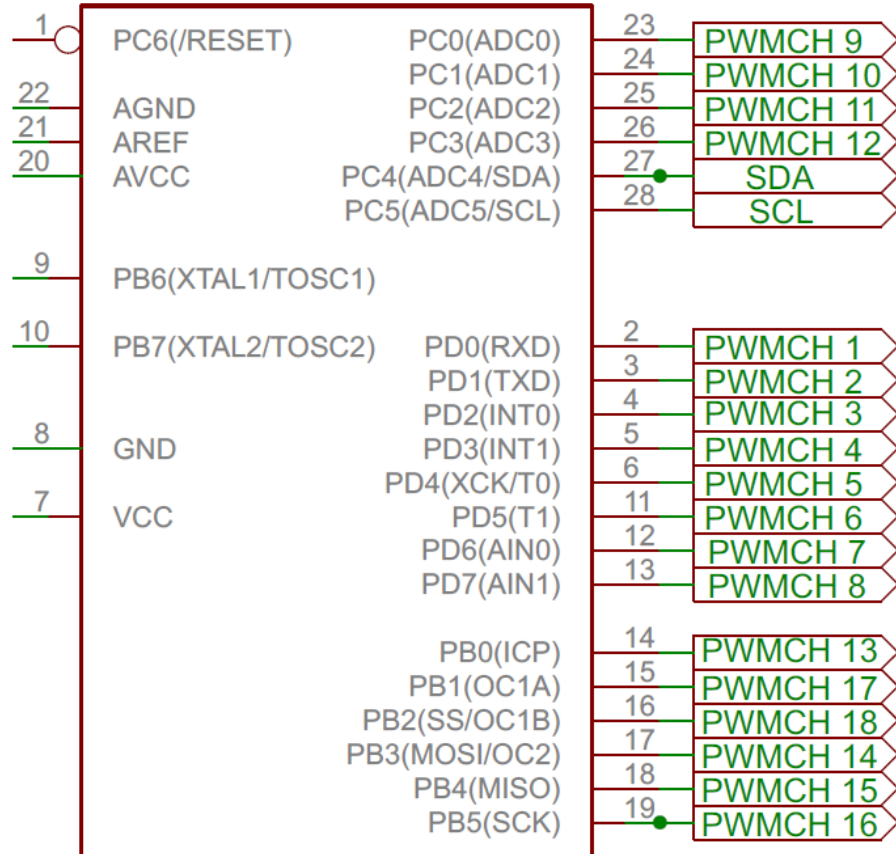 1 PC6(/RESET) PC0(ADC0) 23 PWMCH 9
PC1(ADC1) 24 PWMCH 10
22 AGND PC2(ADC2) 25 PWMCH 11
21 AREF PC3(ADC3) 26 PWMCH 12
20 AVCC PC4(ADC4/SDA) 27 SDA
PC5(ADC5/SCL) 28 SCL
9 PB6(XTAL1/TOSC1)
10 PB7(XTAL2/TOSC2) PD0(RXD) 2 PWMCH 1
PD1(TXD) 3 PWMCH 2
PD2(INT0) 4 PWMCH 3
8 GND PD3(INT1) 5 PWMCH 4
PD4(XCK/T0) 6 PWMCH 5
7 VCC PD5(T1) 11 PWMCH 6
PD6(AIN0) 12 PWMCH 7
PD7(AIN1) 13 PWMCH 8
PB0(ICP) 14 PWMCH 13
PB1(OC1A) 15 PWMCH 17
PB2(SS/OC1B) 16 PWMCH 18
PB3(MOSI/OC2) 17 PWMCH 14
PB4(MISO) 18 PWMCH 15
PB5(SCK) 19 PWMCH 16